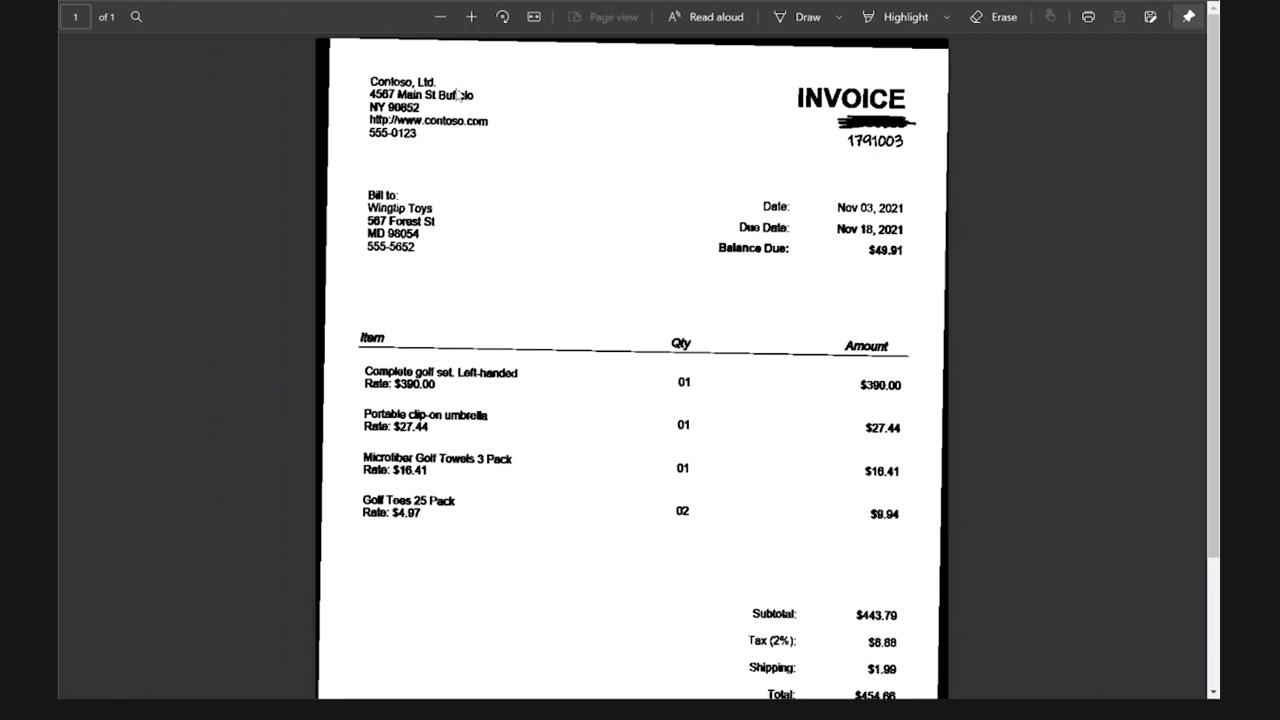 1 of 1 Page view Read aloud Draw Highlight Erase
Contoso, Ltd.
4567 Main St
NY 90852
http://www.contoso.com
555-0123
INVOICE
1791003
Bill to:
Wingtip Toys
567 Forest St
MD 98054
555-5652
Date: Nov 03, 2021
Due Date: Nov 18, 2021
Balance Due: $49.91
Item Qty Amount
Complete golf set. Left-handed
Rate: $390.00 01 $390.00
Portable clip-on umbrella
Rate: $27.44 01 $27.44
Microfiber Golf Towels 3 Pack
Rate: $16.41 01 $16.41
Golf Tees 25 Pack
Rate: $4.97 02 $9.94
Subtotal: $443.79
Tax (2%): $8.88
Shipping: $1.99
Total: $454.66